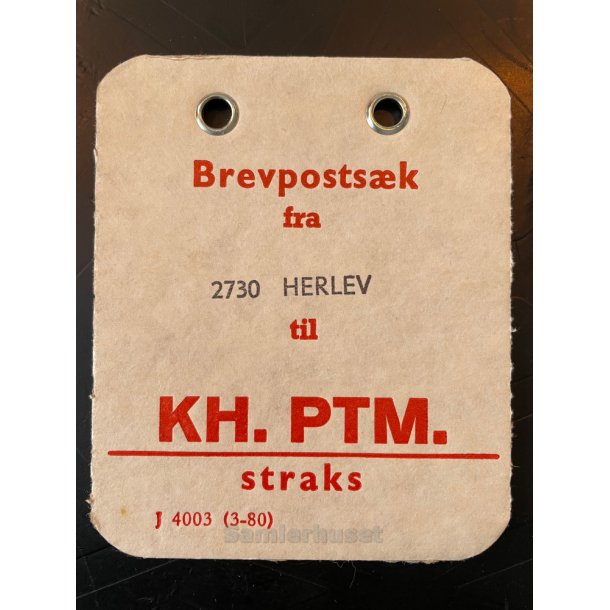 Brevpostsæk
fra
2730 HERLEV
til
KH. PTM.
straks
J 4003 (3-80)
Samlerhuset